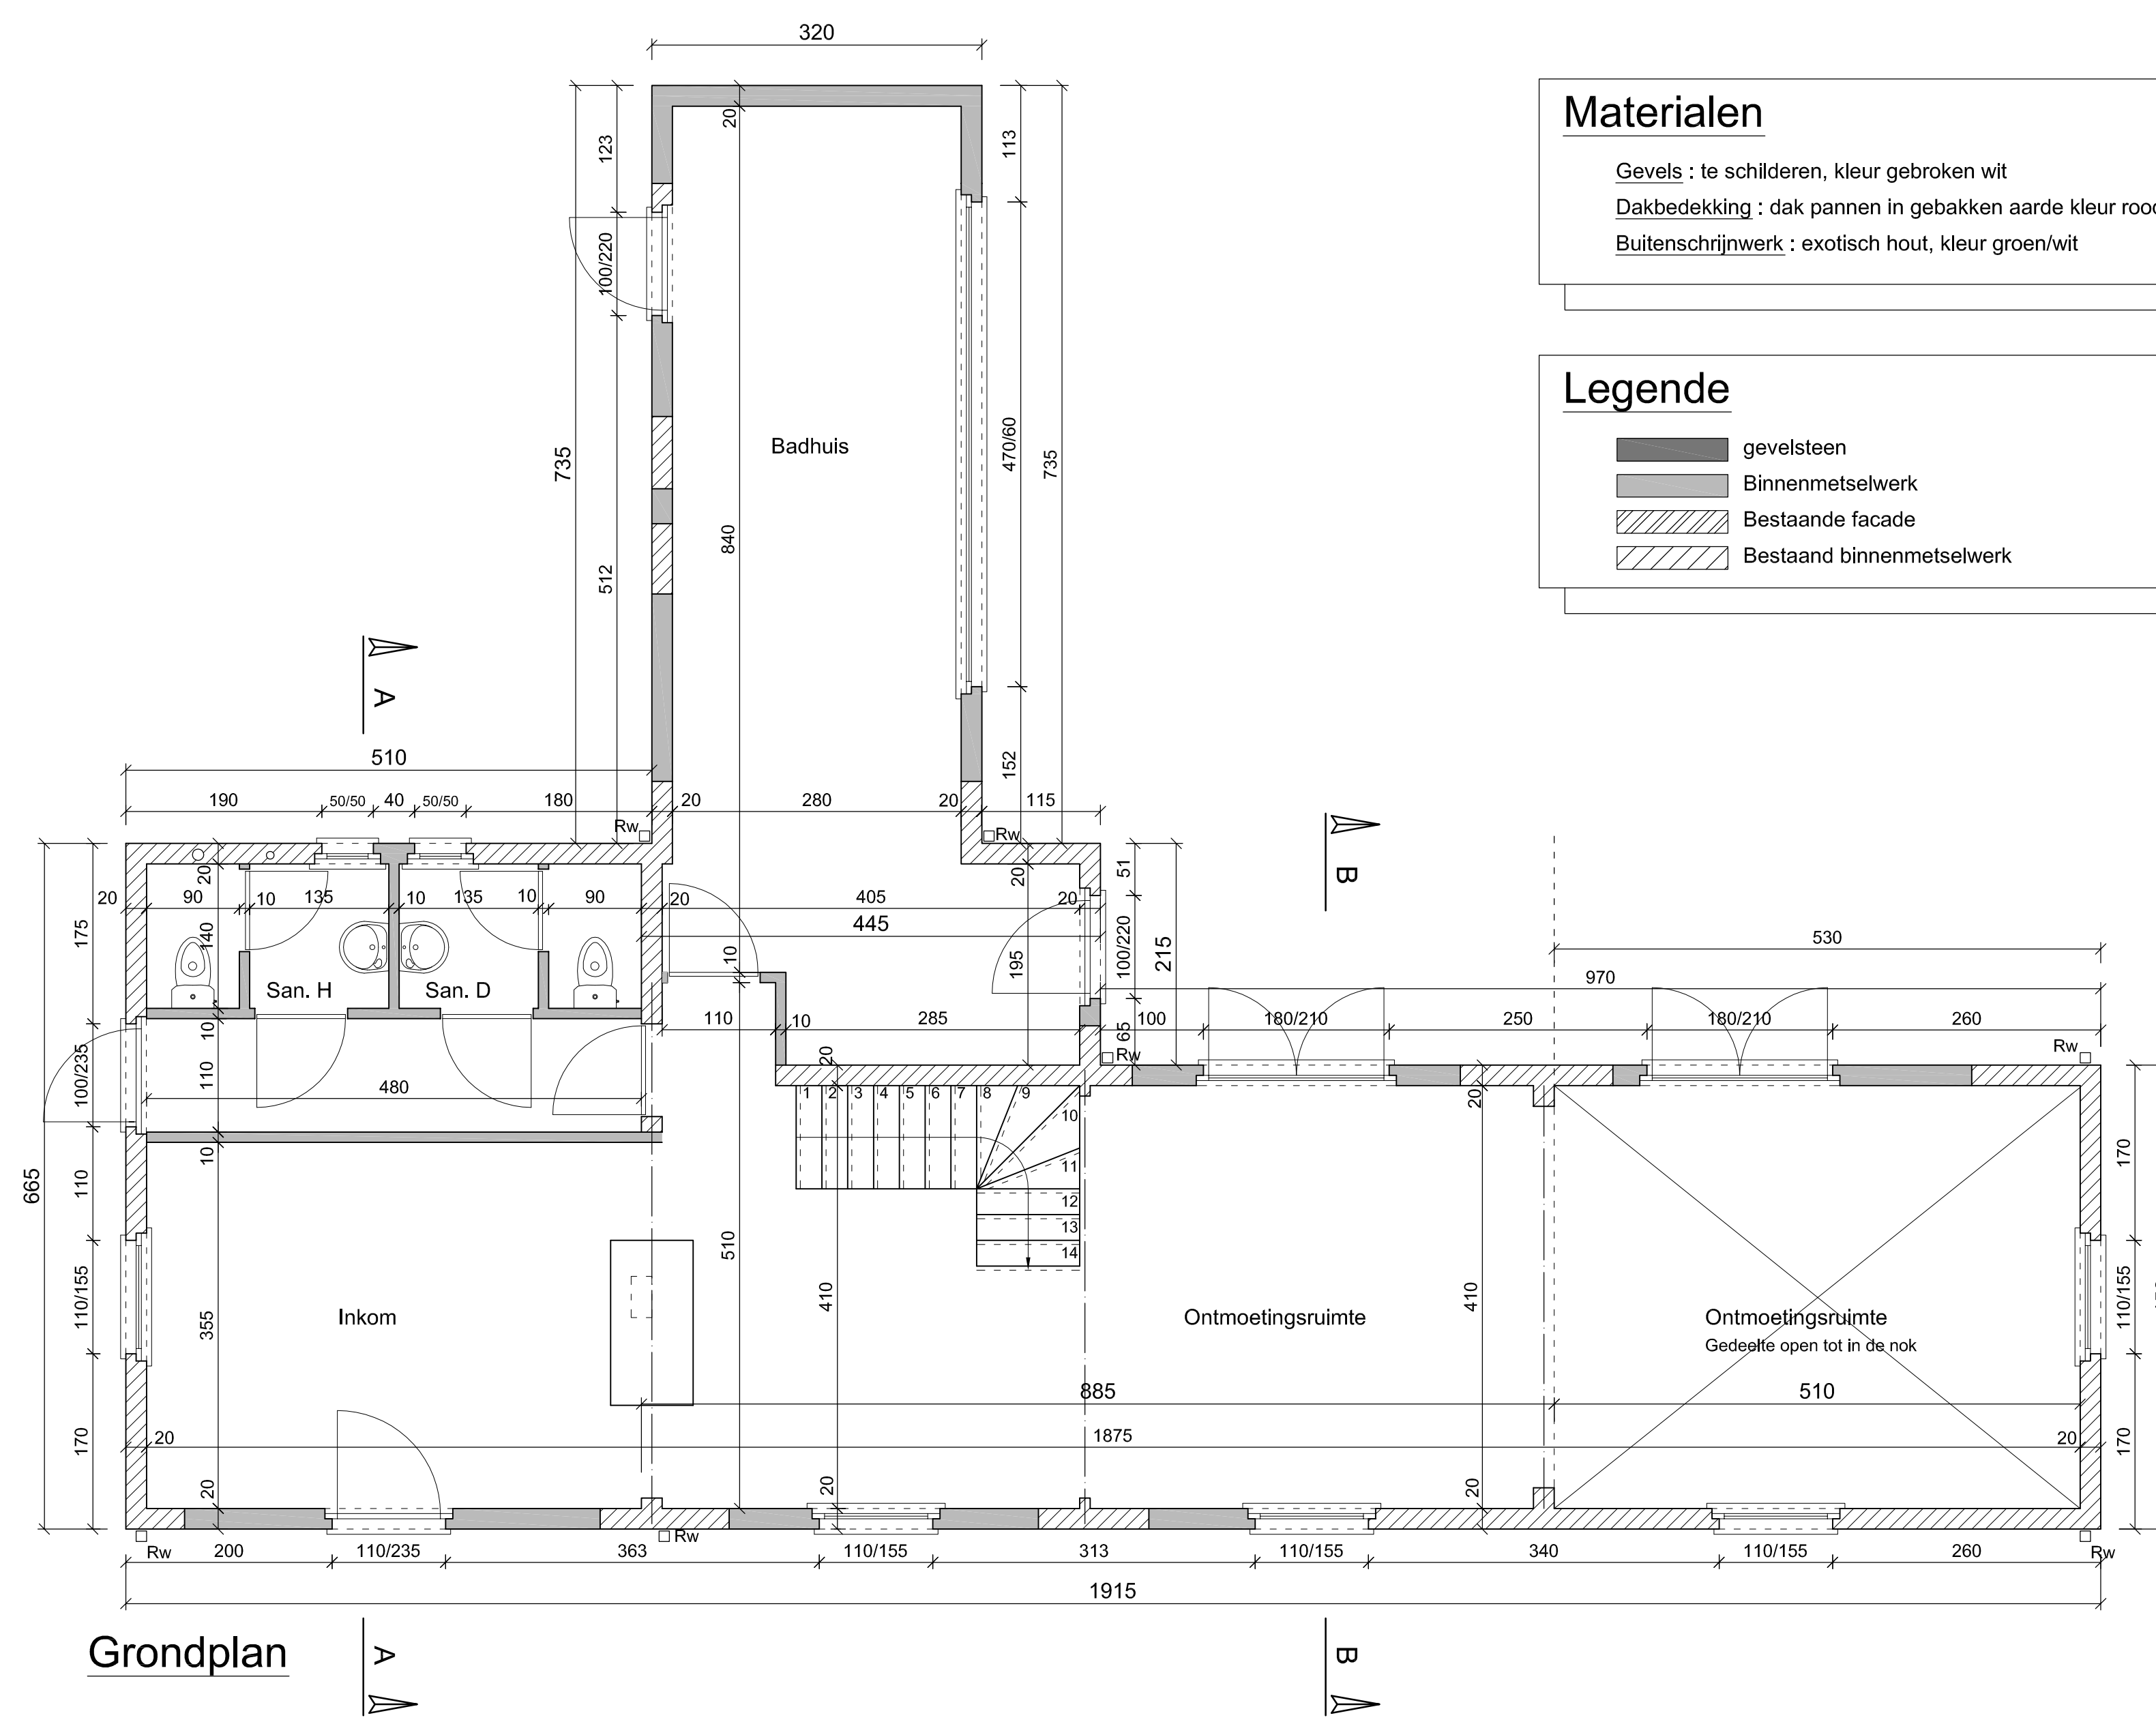 320
20
123
113
100/220
735
512
Badhuis
840
470/60
735
152
Materialen
Gevels : te schilderen, kleur gebroken wit
Dakbedekking : dak pannen in gebakken aarde kleur
Buitenschrijnwerk : exotisch hout, kleur groen/wit
Legende
gevelsteen
Binnenmetselwerk
Bestaande facade
Bestaand binnenmetselwerk
A
510
190 50/50 40 50/50 180 20 280 20 115
Rw Rw
B
20 20 51
20 90 10 135 10 135 10 90 20 405 20
445
175 140 10 195 100/220 215
San. H San. D
530
970
110 10 285 100 180/210 250 180/210 260
10 20 65 Rw Rw
100/235 110
480
1 2 3 4 5 6 7 8 9
10
11
12
13
14
20
10
665
110
170
510
110/155
355
410
410
110/155
Inkom
Ontmoetingsruimte
Ontmoetingsruimte
Gedeelte open tot in de nok
885 510
20 1875 20
170 170
20 20 20
Rw Rw Rw
200 110/235 363 110/155 313 110/155 340 110/155 260
1915
Grondplan
A B